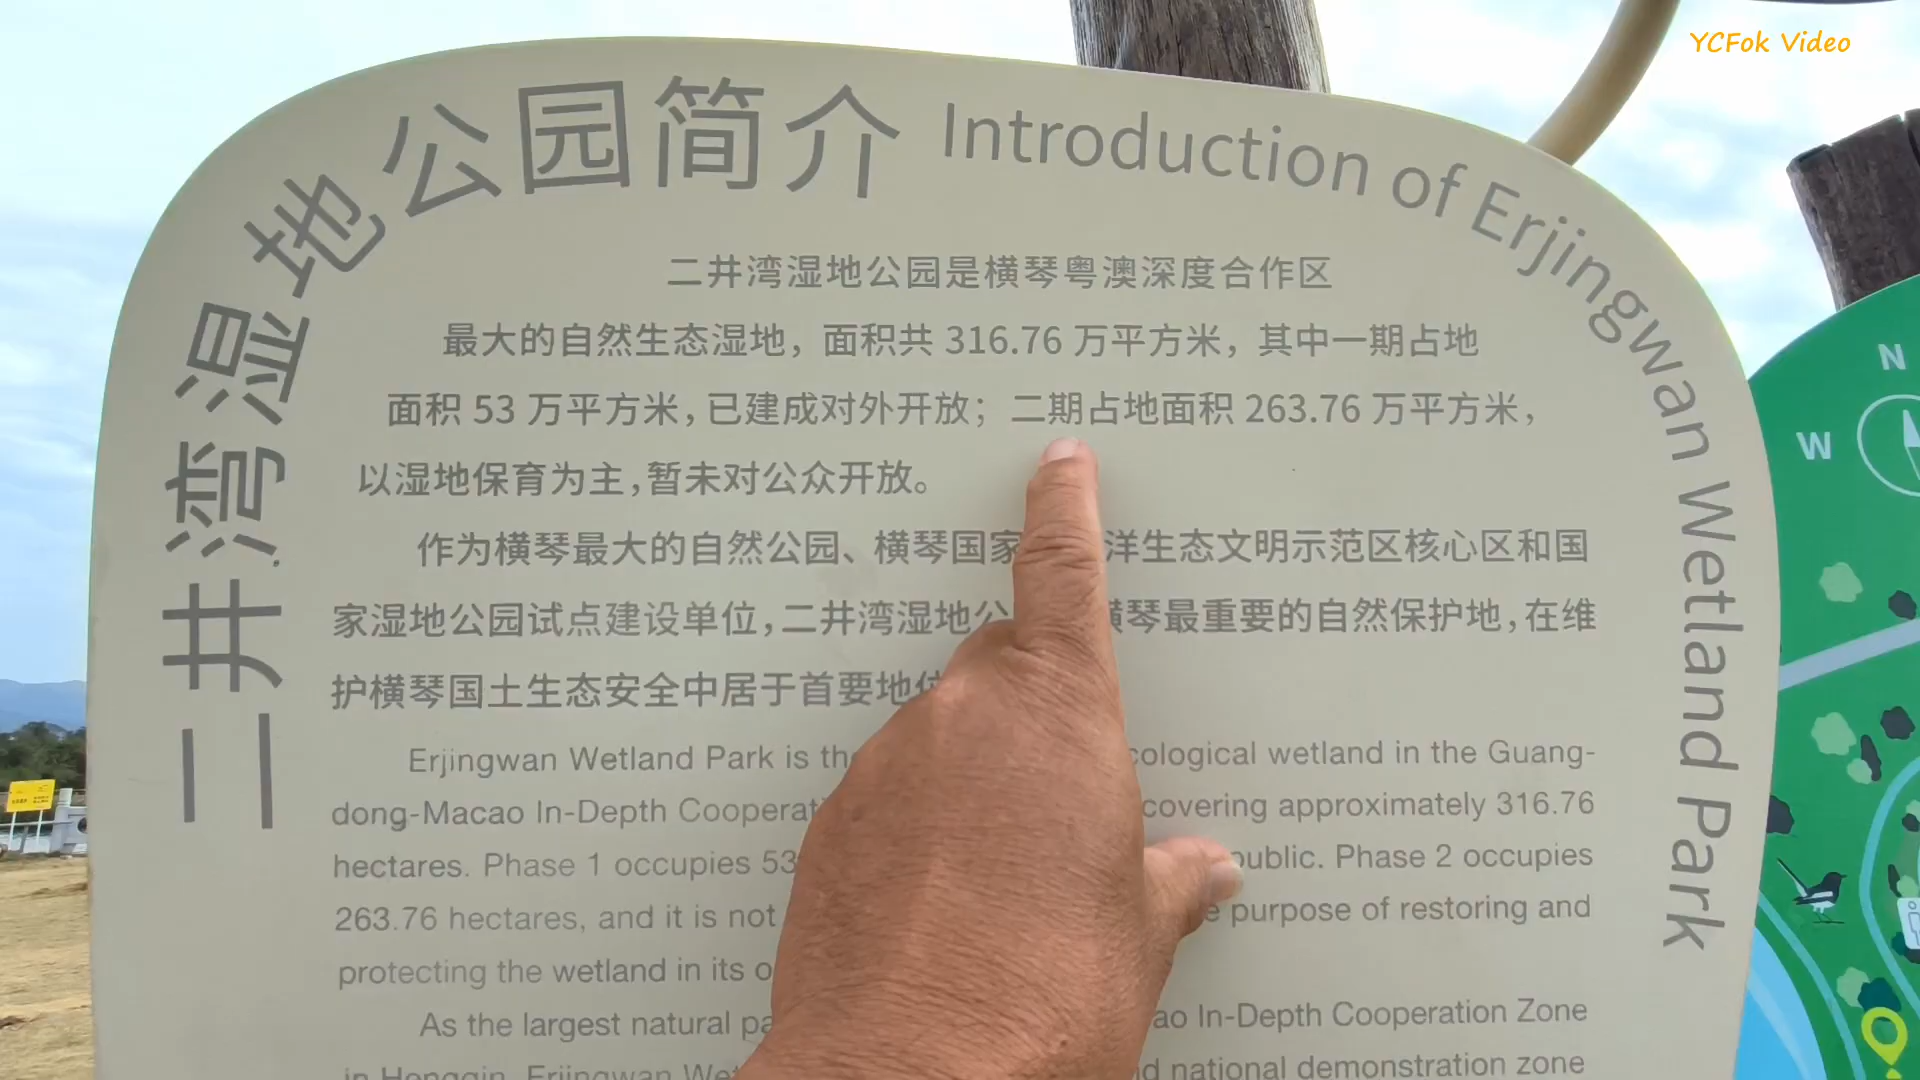 YCFok Video
二井湾湿地公园简介 Introduction of Erjingwan Wetland Park
二井湾湿地公园是横琴粤澳深度合作区
最大的自然生态湿地，面积共 316.76 万平方米，其中一期占地
面积 53 万平方米，已建成对外开放；二期占地面积 263.76 万平方米，
以湿地保育为主，暂未对公众开放。
作为横琴最大的自然公园、横琴国家 洋生态文明示范区核心区和国
家湿地公园试点建设单位，二井湾湿地公 横琴最重要的自然保护地，在维
护横琴国土生态安全中居于首要地位
Erjingwan Wetland Park is the cological wetland in the Guang-
dong-Macao In-Depth Cooperati covering approximately 316.76
hectares. Phase 1 occupies 53 public. Phase 2 occupies
263.76 hectares, and it is not purpose of restoring and
protecting the wetland in its o
As the largest natural pa ao In-Depth Cooperation Zone
in Hengqin, Erjingwan Wet nd national demonstration zone
N
W